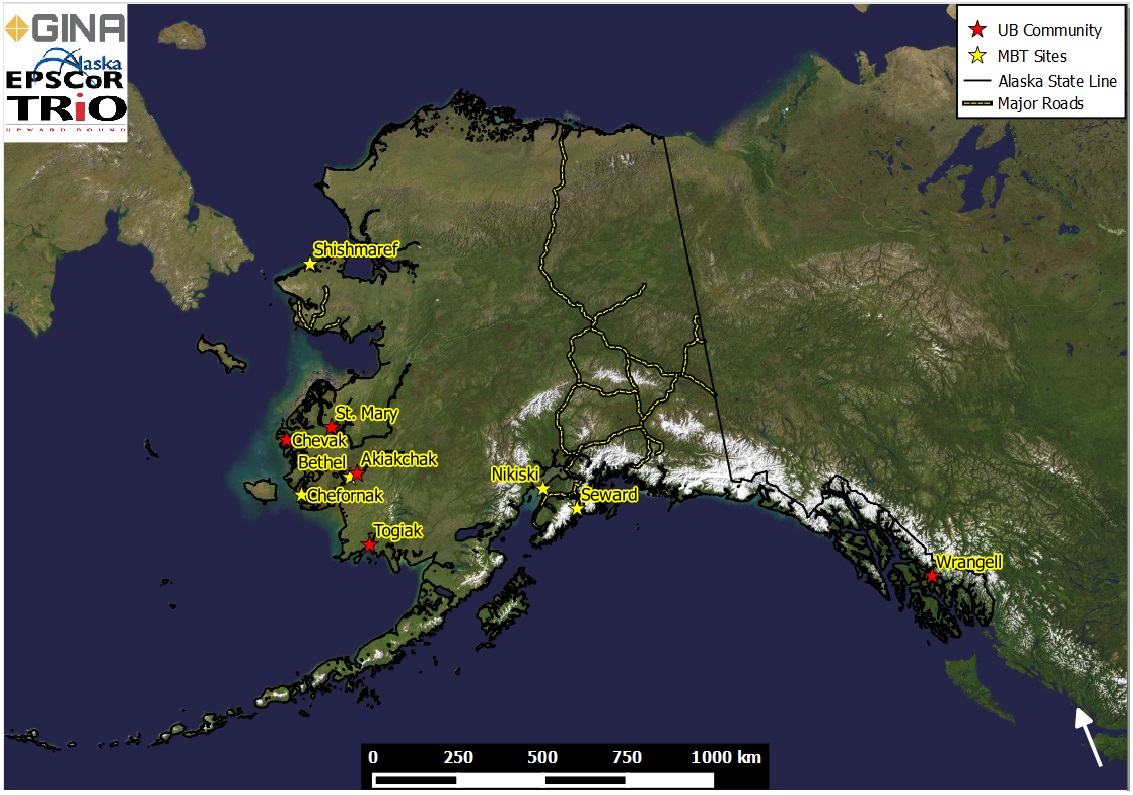 GINA
Alaska
EPSCoR
TRiO
UPWARD BOUND
UB Community
MBT Sites
Alaska State Line
Major Roads
Shishmaref
St. Mary
Chevak
Bethel
Akiakchak
Chefornak
Nikiski
Seward
Togiak
Wrangell
0 250 500 750 1000 km